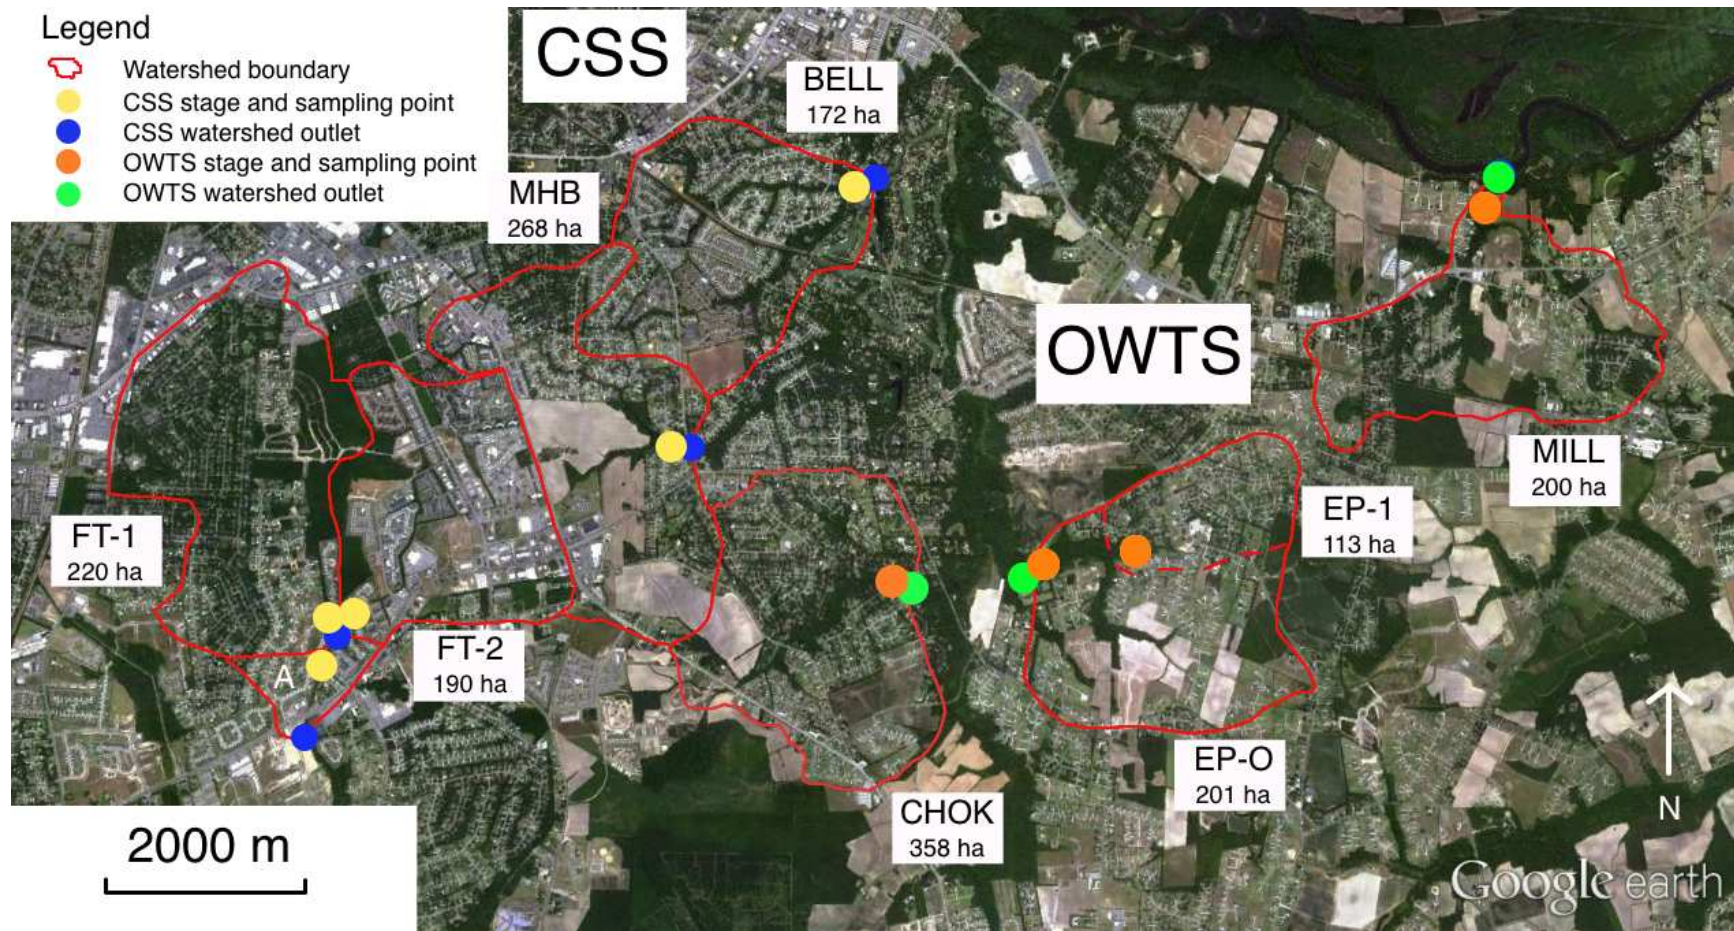 Legend
Watershed boundary
CSS stage and sampling point
CSS watershed outlet
OWTS stage and sampling point
OWTS watershed outlet
CSS
BELL
172 ha
MHB
268 ha
OWTS
MILL
200 ha
EP-1
113 ha
FT-1
220 ha
A
FT-2
190 ha
EP-O
201 ha
CHOK
358 ha
2000 m
N
Google earth